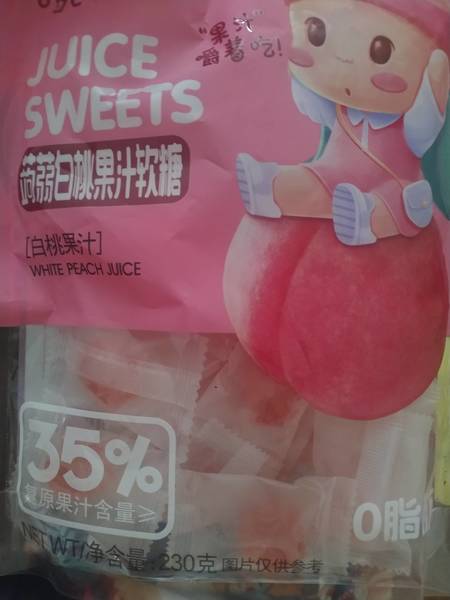 JUICE
SWEETS
“果汁”
嚼着吃!
蒟蒻白桃果汁软糖
[白桃果汁]
WHITE PEACH JUICE
35%
复原果汁含量≥
0脂
NET WT/净含量:230克 图片仅供参考